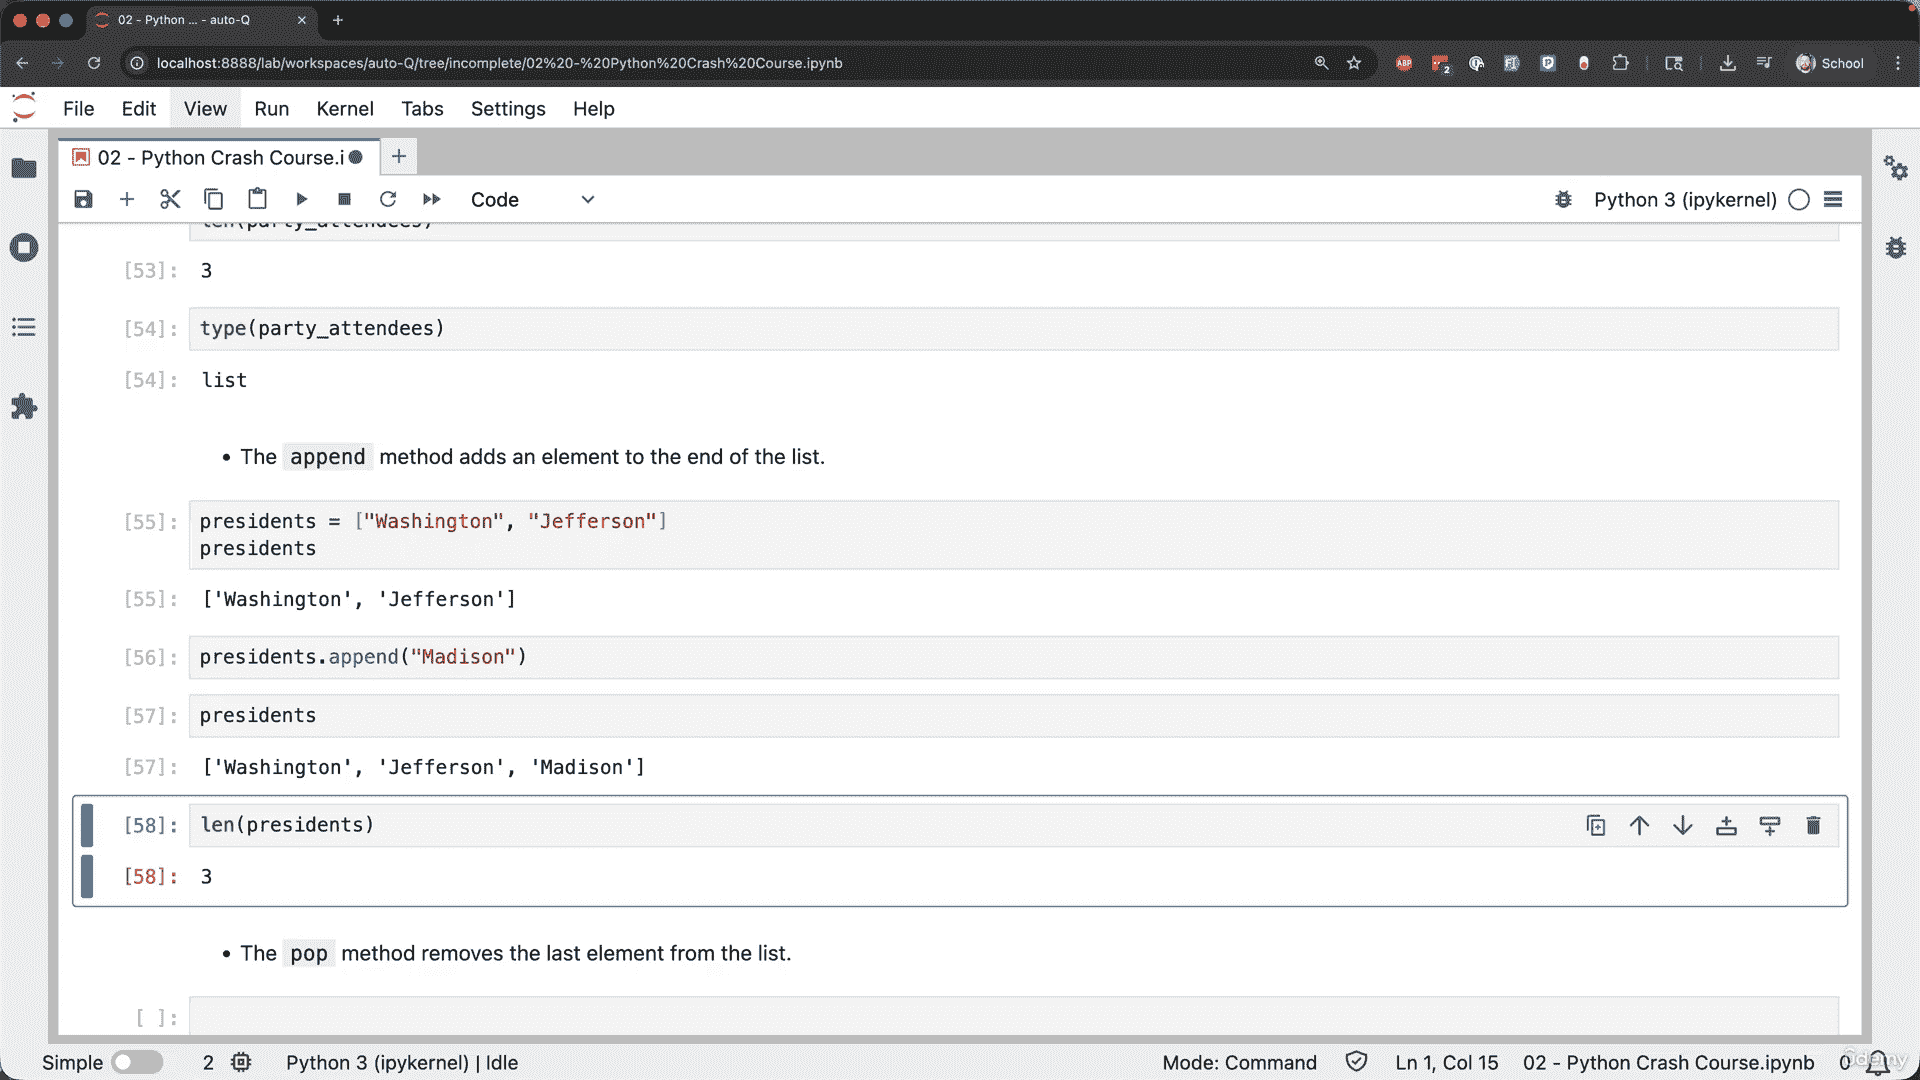 02 - Python ... - auto-Q
localhost:8888/lab/workspaces/auto-Q/tree/incomplete/02%20-%20Python%20Crash%20Course.ipynb
ABP
2
School
File Edit View Run Kernel Tabs Settings Help
02 - Python Crash Course.i
Code
Python 3 (ipykernel)
len(party_attendees)
[53]: 3
[54]: type(party_attendees)
[54]: list
• The append method adds an element to the end of the list.
[55]: presidents = ["Washington", "Jefferson"]
presidents
[55]: ['Washington', 'Jefferson']
[56]: presidents.append("Madison")
[57]: presidents
[57]: ['Washington', 'Jefferson', 'Madison']
[58]: len(presidents)
[58]: 3
• The pop method removes the last element from the list.
[ ]:
Simple 2 Python 3 (ipykernel) | Idle Mode: Command Ln 1, Col 15 02 - Python Crash Course.ipynb 0
Udemy